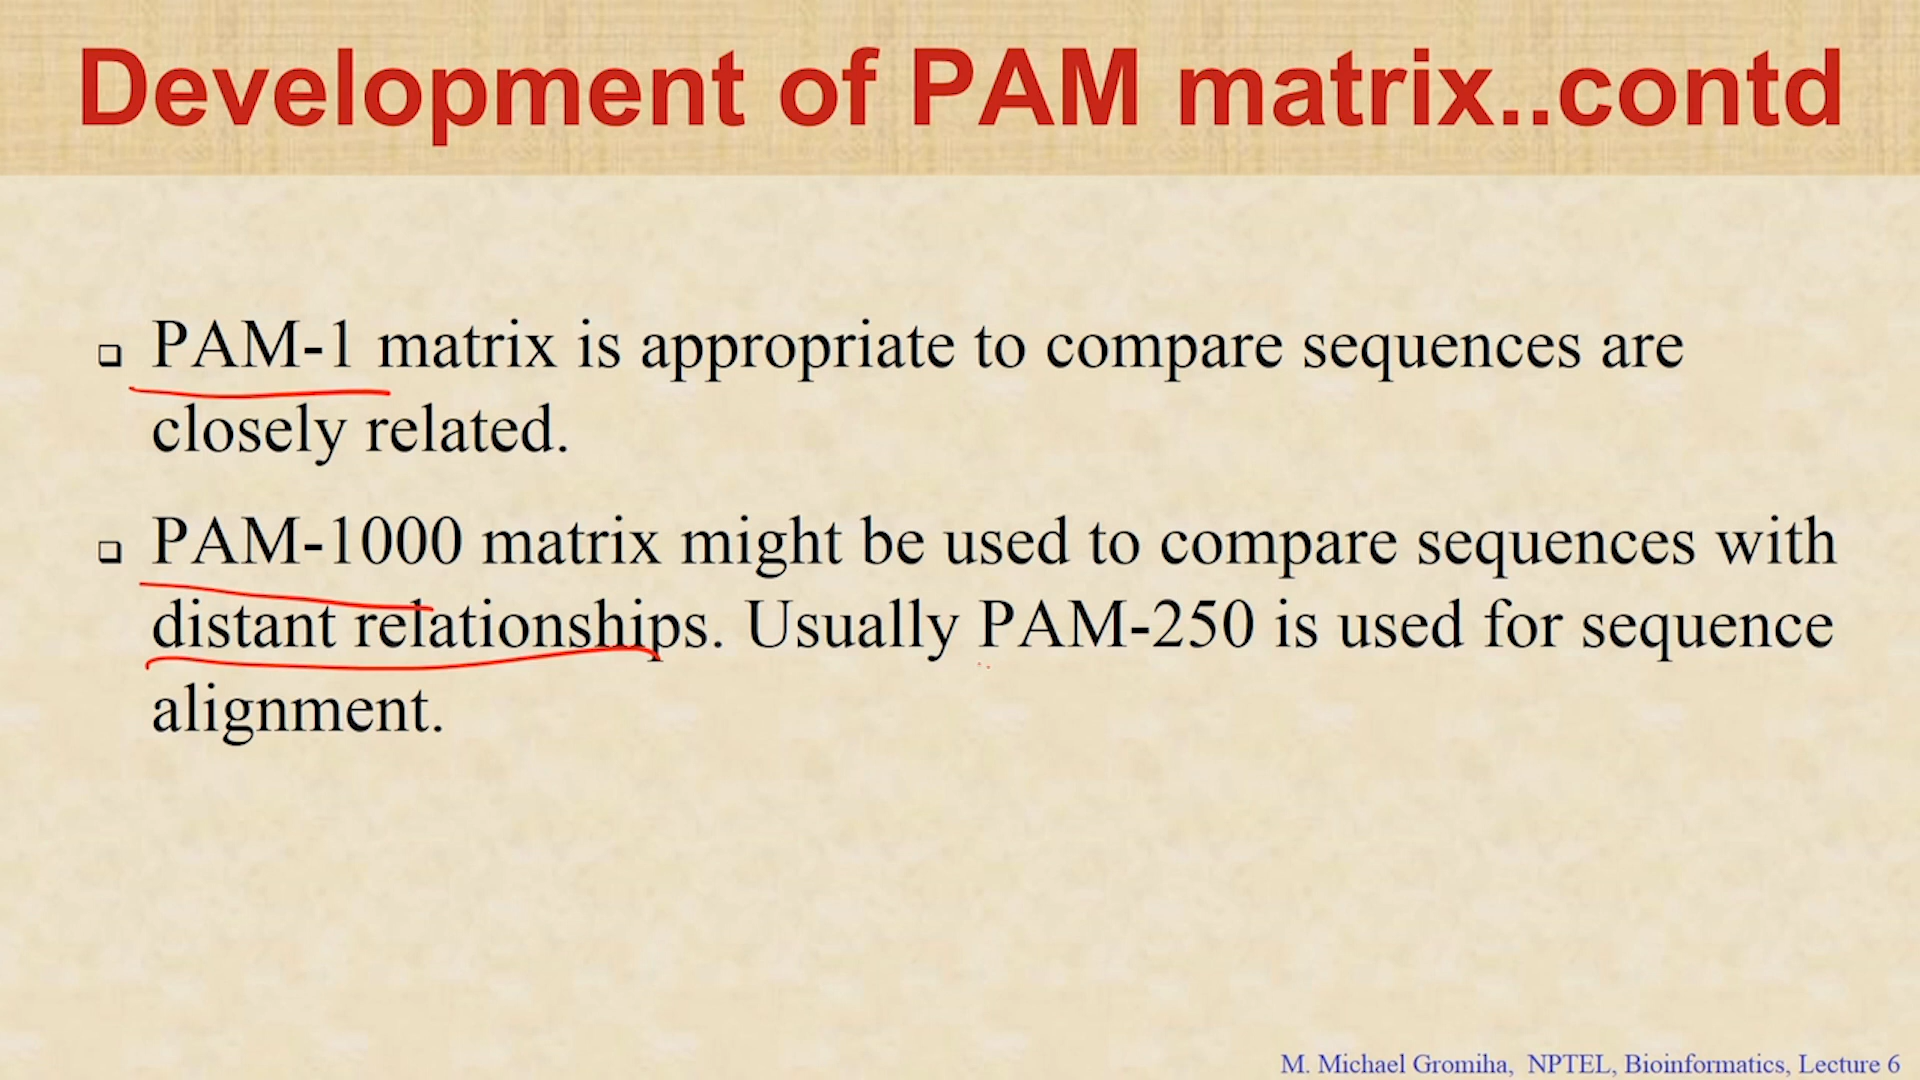 Development of PAM matrix..contd
PAM-1 matrix is appropriate to compare sequences are
closely related.
PAM-1000 matrix might be used to compare sequences with
distant relationships. Usually PAM-250 is used for sequence
alignment.
M. Michael Gromiha, NPTEL, Bioinformatics, Lecture 6